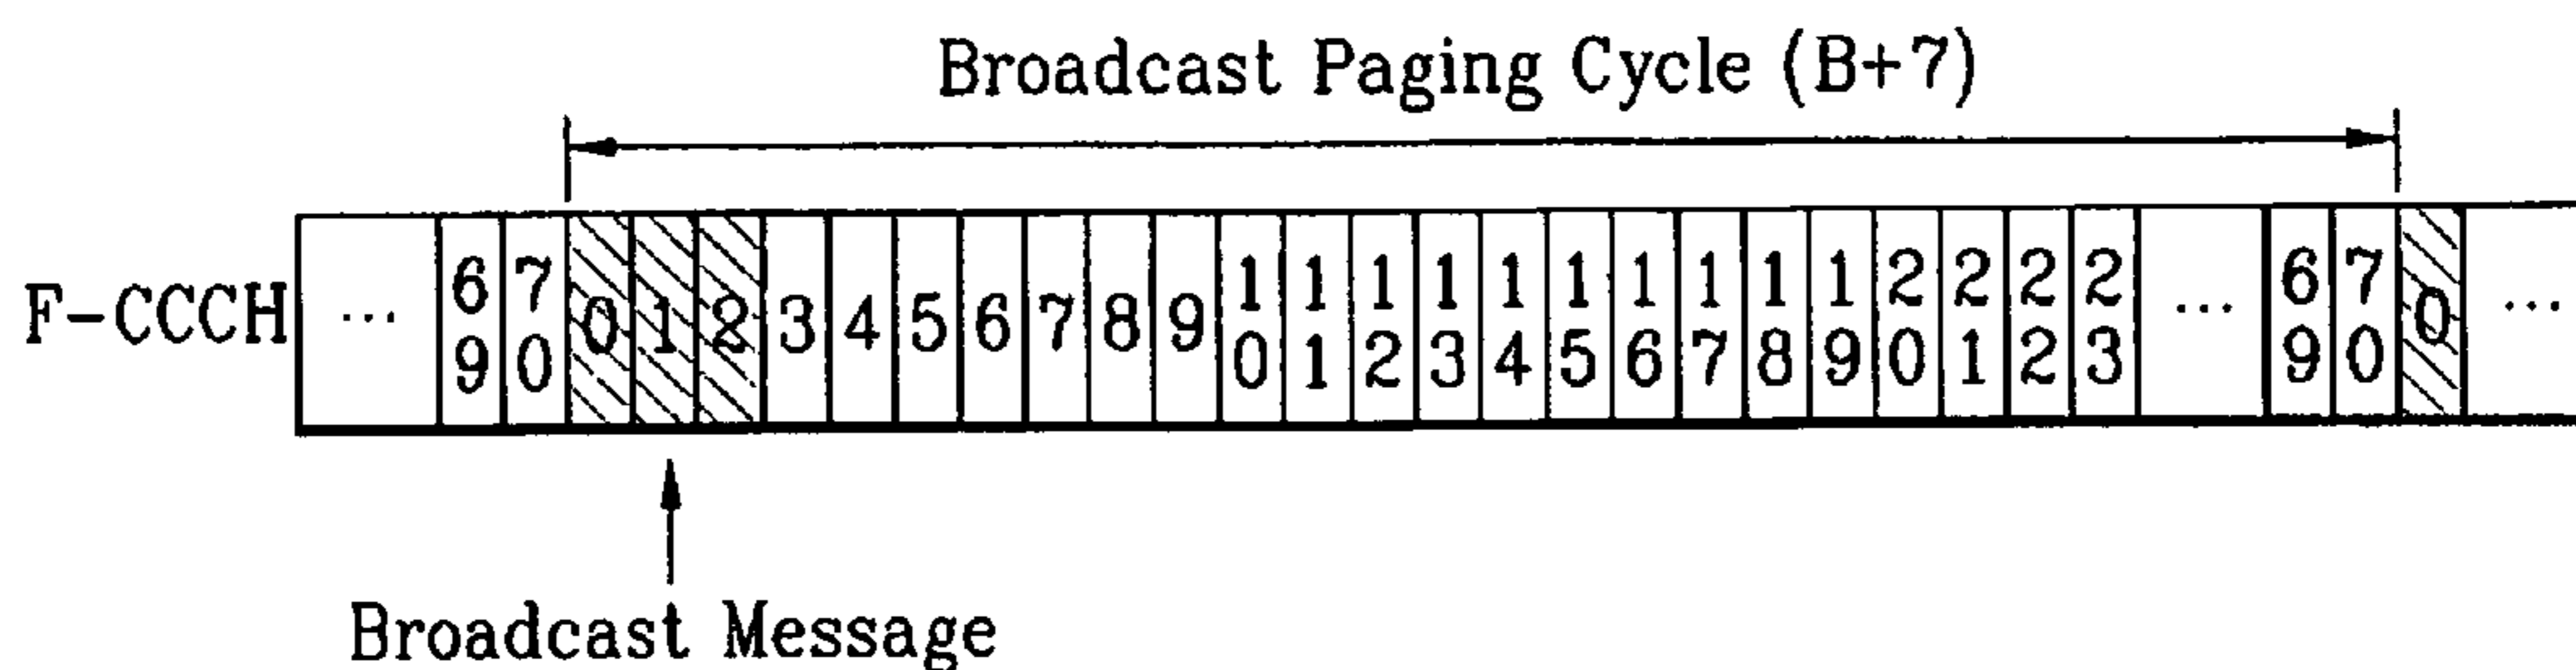 Broadcast Paging Cycle (B+7)
F-CCCH ... 69 70 0 1 2 3 4 5 6 7 8 9 10 11 12 13 14 15 16 17 18 19 20 21 22 23 ... 69 70 0 ...
Broadcast Message